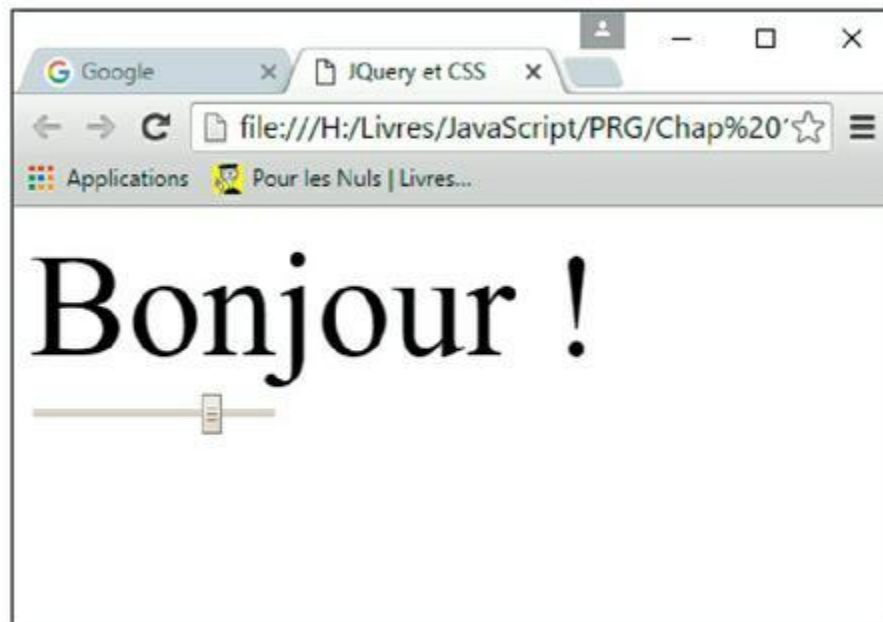 Google
JQuery et CSS
file:///H:/Livres/JavaScript/PRG/Chap%20
Applications
Pour les Nuls | Livres...
Bonjour !